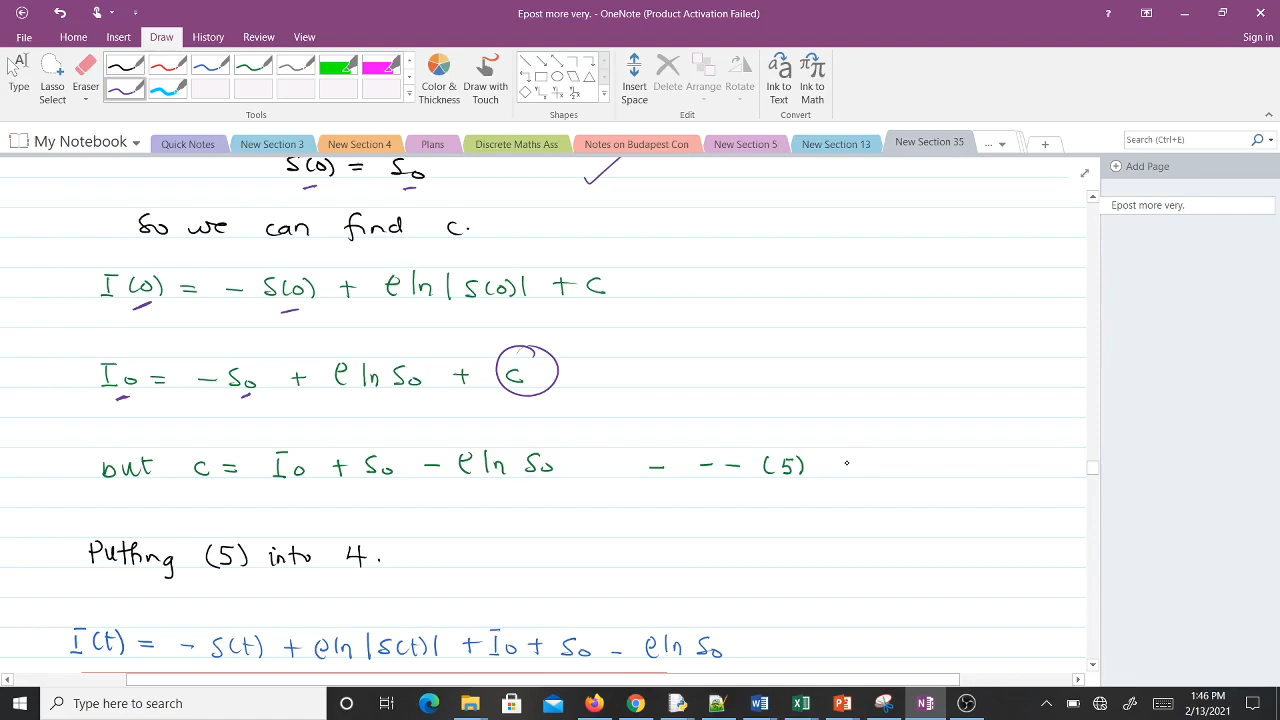 Epost more very. - OneNote (Product Activation Failed)
File Home Insert Draw History Review View Sign in
Type Lasso Select Eraser Color & Thickness Draw with Touch Insert Space Delete Arrange Rotate Ink to Text Ink to Math
Tools Shapes Edit Convert
My Notebook Quick Notes New Section 3 New Section 4 Plans Discrete Maths Ass Notes on Budapest Con New Section 5 New Section 13 New Section 35 ... + Search (Ctrl+E)
Add Page
Epost more very.
S(0) = S₀
So we can find c.
I(0) = - S(0) + ρ ln |S(0)| + C
I₀ = - S₀ + ρ ln S₀ + c
but c = I₀ + S₀ - ρ ln S₀ - - - (5)
Putting (5) into 4.
I(t) = - S(t) + ρ ln |S(t)| + I₀ + S₀ - ρ ln S₀
Type here to search
1:46 PM
2/13/2021